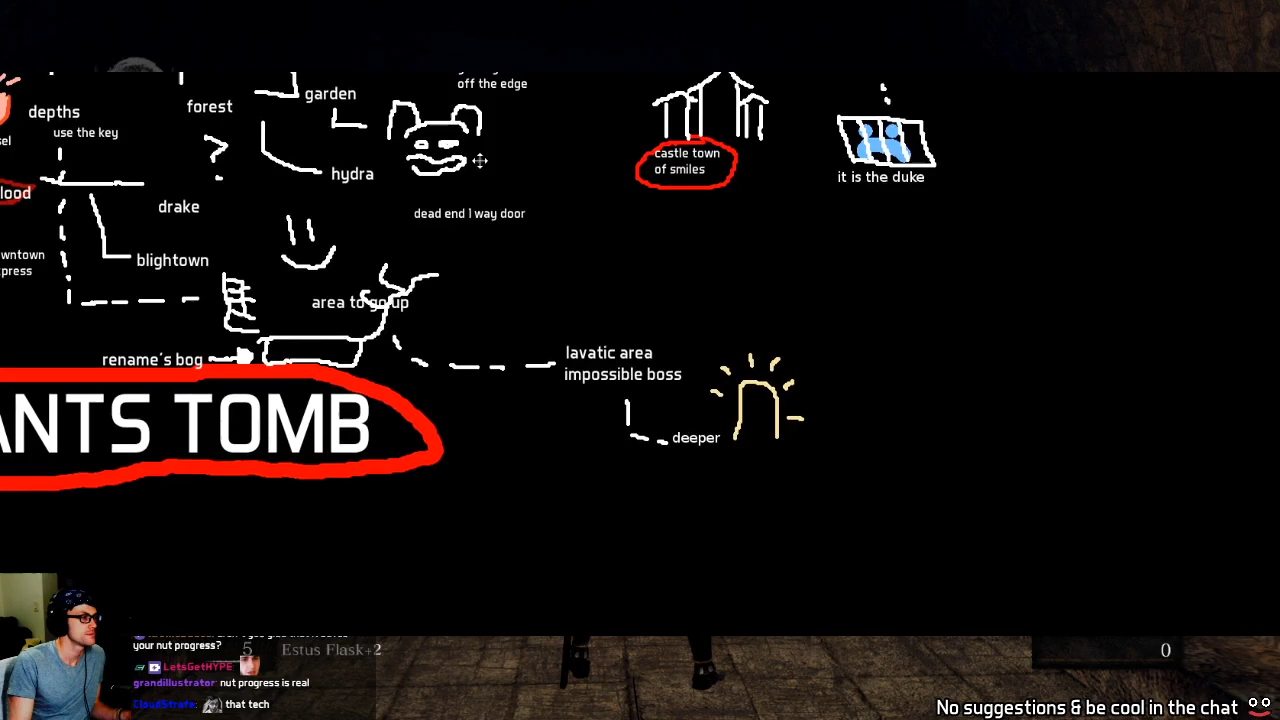 off the edge
garden
forest
depths
use the key
sel
hydra
castle town
of smiles
it is the duke
lood
drake
dead end 1 way door
wntown
xpress
blightown
area to go up
rename's bog
lavatic area
impossible boss
ANTS TOMB
deeper
your nut progress?
LetsGetHYPE
grandillustrator: nut progress is real
CloudStrafe: that tech
5 Estus Flask+2
0
No suggestions & be cool in the chat